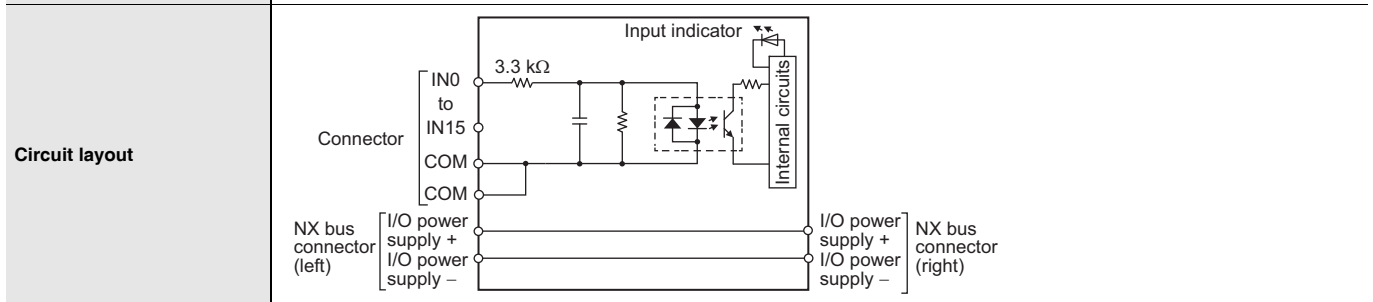 Circuit layout
Input indicator
3.3 kΩ
IN0
to
IN15
COM
COM
Connector
Internal circuits
NX bus
connector
(left)
I/O power
supply +
I/O power
supply –
I/O power
supply +
I/O power
supply –
NX bus
connector
(right)